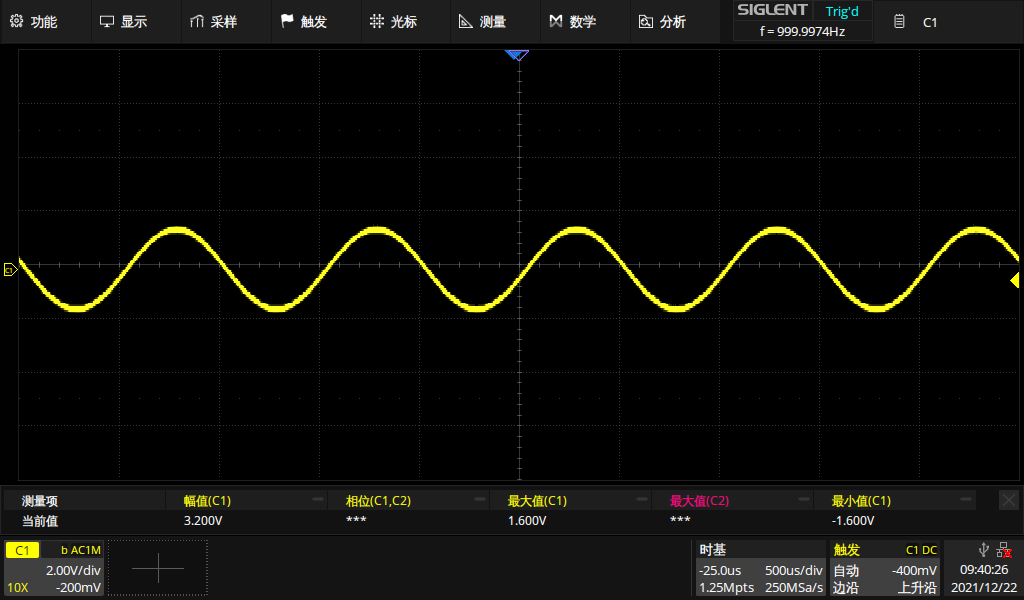 功能 显示 采样 触发 光标 测量 数学 分析 SIGLENT Trig'd C1
f = 999.9974Hz
C1
测量项 幅值(C1) 相位(C1,C2) 最大值(C1) 最大值(C2) 最小值(C1)
当前值 3.200V *** 1.600V *** -1.600V
C1 b AC1M 时基 触发 C1 DC
2.00V/div -25.0us 500us/div 自动 -400mV 09:40:26
10X -200mV 1.25Mpts 250MSa/s 边沿 上升沿 2021/12/22